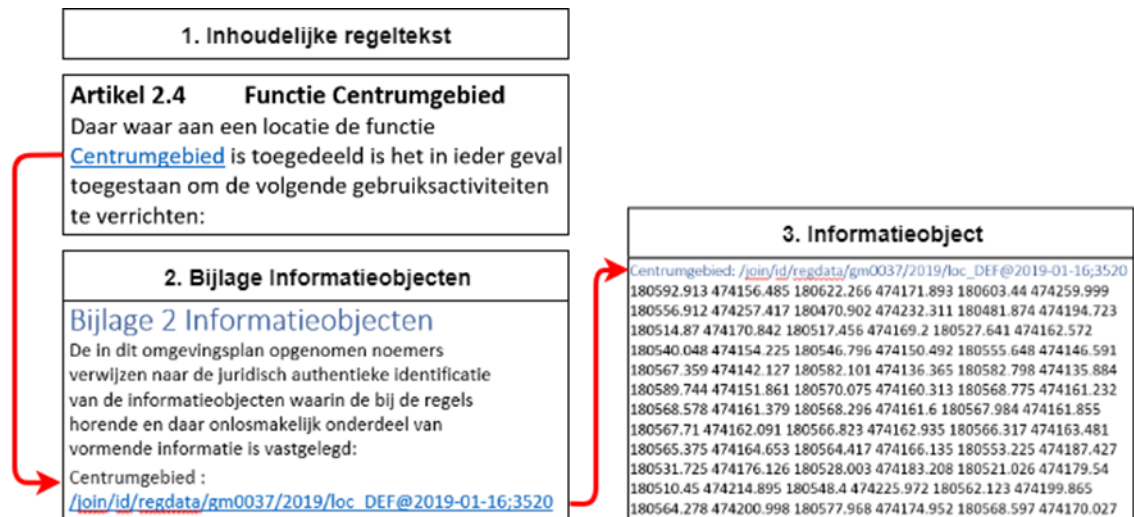 1. Inhoudelijke regeltekst
Artikel 2.4 Functie Centrumgebied
Daar waar aan een locatie de functie
Centrumgebied is toegedeeld is het in ieder geval
toegestaan om de volgende gebruiksactiviteiten
te verrichten:
2. Bijlage Informatieobjecten
Bijlage 2 Informatieobjecten
De in dit omgevingsplan opgenomen noemers
verwijzen naar de juridisch authentieke identificatie
van de informatieobjecten waarin de bij de regels
horende en daar onlosmakelijk onderdeel van
vormende informatie is vastgelegd:
Centrumgebied :
/join/id/regdata/gm0037/2019/loc_DEF@2019-01-16;3520
3. Informatieobject
Centrumgebied: /join/id/regdata/gm0037/2019/loc_DEF@2019-01-16;3520
180592.913 474156.485 180622.266 474171.893 180603.44 474259.999
180556.912 474257.417 180470.902 474232.311 180481.874 474194.723
180514.87 474170.842 180517.456 474169.2 180527.641 474162.572
180540.048 474154.225 180546.796 474150.492 180555.648 474146.591
180567.359 474142.127 180582.101 474136.365 180582.798 474135.884
180589.744 474151.861 180570.075 474160.313 180568.775 474161.232
180568.578 474161.379 180568.296 474161.6 180567.984 474161.855
180567.71 474162.091 180566.823 474162.935 180566.317 474163.481
180565.375 474164.653 180564.417 474166.135 180553.225 474187.427
180531.725 474176.126 180528.003 474183.208 180521.026 474179.54
180510.45 474214.895 180548.4 474225.972 180562.123 474199.865
180564.278 474200.998 180577.968 474174.952 180568.597 474170.027